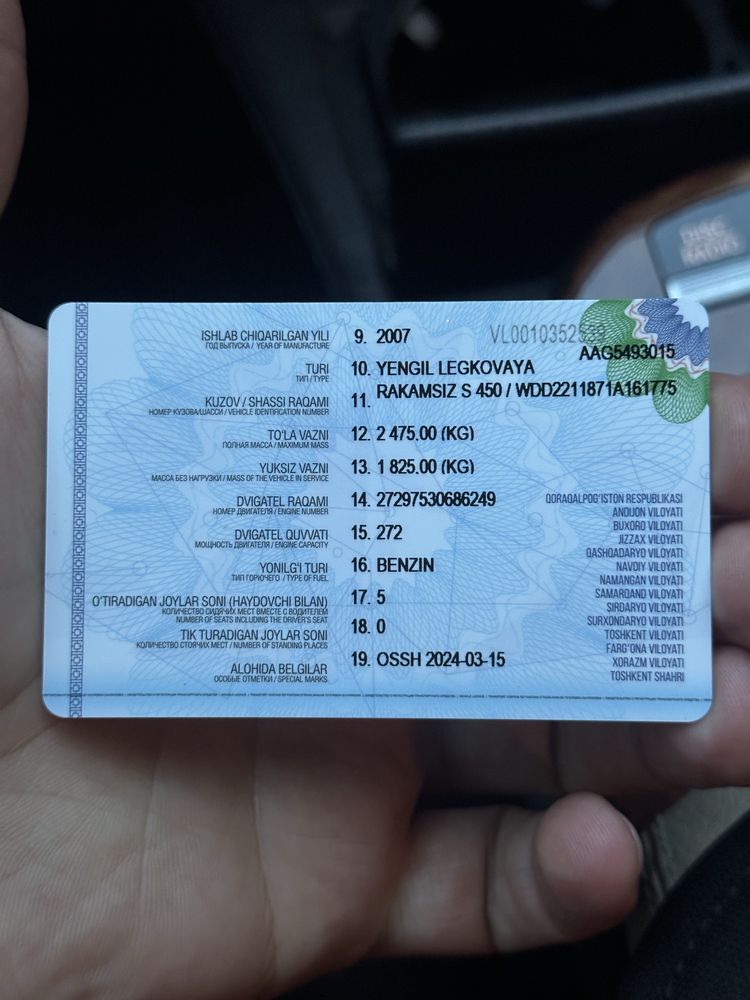 ISHLAB CHIQARILGAN YILI 9. 2007 VL0010352539
ГОД ВЫПУСКА / YEAR OF MANUFACTURE
AAG5493015
TURI 10. YENGIL LEGKOVAYA
ТИП / TYPE
KUZOV / SHASSI RAQAMI 11. RAKAMSIZ S 450 / WDD2211871A161775
НОМЕР КУЗОВА/ШАССИ / VEHICLE IDENTIFICATION NUMBER
TO'LA VAZNI 12. 2 475.00 (KG)
ПОЛНАЯ МАССА / MAXIMUM MASS
YUKSIZ VAZNI 13. 1 825.00 (KG)
МАССА БЕЗ НАГРУЗКИ / MASS OF THE VEHICLE IN SERVICE
DVIGATEL RAQAMI 14. 27297530686249
НОМЕР ДВИГАТЕЛЯ / ENGINE NUMBER
DVIGATEL QUVVATI 15. 272
МОЩНОСТЬ ДВИГАТЕЛЯ / ENGINE CAPACITY
YONILG'I TURI 16. BENZIN
ТИП ГОРЮЧЕГО / TYPE OF FUEL
O'TIRADIGAN JOYLAR SONI (HAYDOVCHI BILAN) 17. 5
КОЛИЧЕСТВО СИДЯЧИХ МЕСТ ВМЕСТЕ С ВОДИТЕЛЕМ
NUMBER OF SEATS INCLUDING THE DRIVER'S SEAT
TIK TURADIGAN JOYLAR SONI 18. 0
КОЛИЧЕСТВО СТОЯЧИХ МЕСТ / NUMBER OF STANDING PLACES
ALOHIDA BELGILAR 19. OSSH 2024-03-15
ОСОБЫЕ ОТМЕТКИ / SPECIAL MARKS
QORAQALPOG'ISTON RESPUBLIKASI
ANDIJON VILOYATI
BUXORO VILOYATI
JIZZAX VILOYATI
QASHQADARYO VILOYATI
NAVOIY VILOYATI
NAMANGAN VILOYATI
SAMARQAND VILOYATI
SIRDARYO VILOYATI
SURXONDARYO VILOYATI
TOSHKENT VILOYATI
FARG'ONA VILOYATI
XORAZM VILOYATI
TOSHKENT SHAHRI
DISC
RADIO